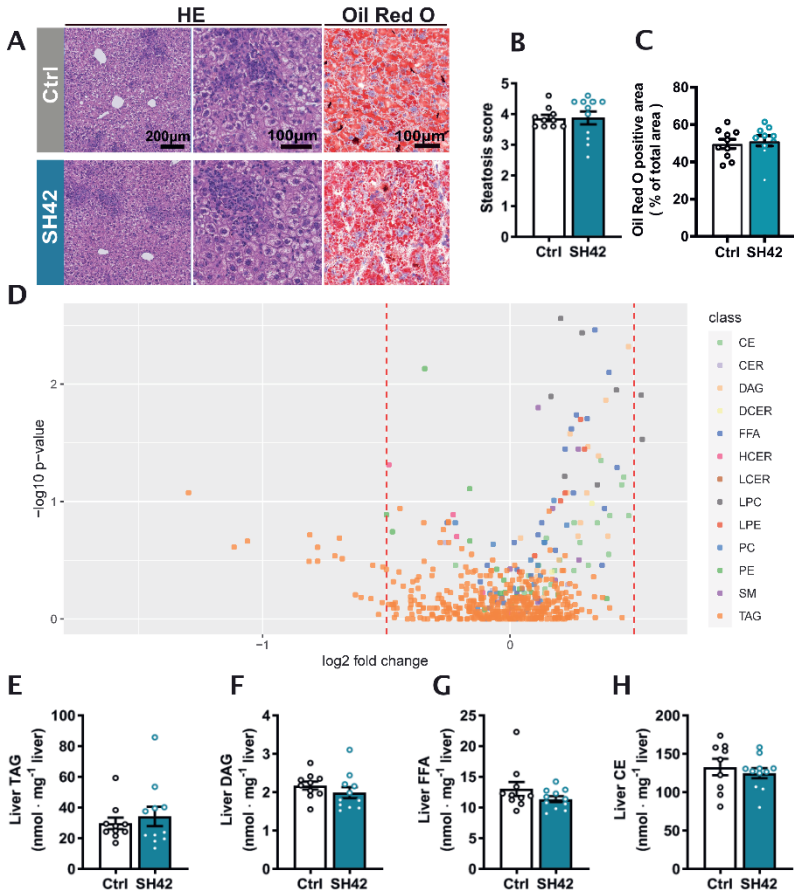 A
HE
Oil Red O
Ctrl
200μm
100μm
100μm
SH42
B
Steatosis score
5
4
3
2
1
0
Ctrl SH42
C
Oil Red O positive area
( % of total area)
80
60
40
20
0
Ctrl SH42
D
−log10 p-value
2
1
0
−1
0
log2 fold change
class
CE
CER
DAG
DCER
FFA
HCER
LCER
LPC
LPE
PC
PE
SM
TAG
E
Liver TAG
(nmol · mg-1 liver)
100
80
60
40
20
0
Ctrl SH42
F
Liver DAG
(nmol · mg-1 liver)
4
3
2
1
0
Ctrl SH42
G
Liver FFA
(nmol · mg-1 liver)
25
20
15
10
5
0
Ctrl SH42
H
Liver CE
(nmol · mg-1 liver)
200
150
100
50
0
Ctrl SH42